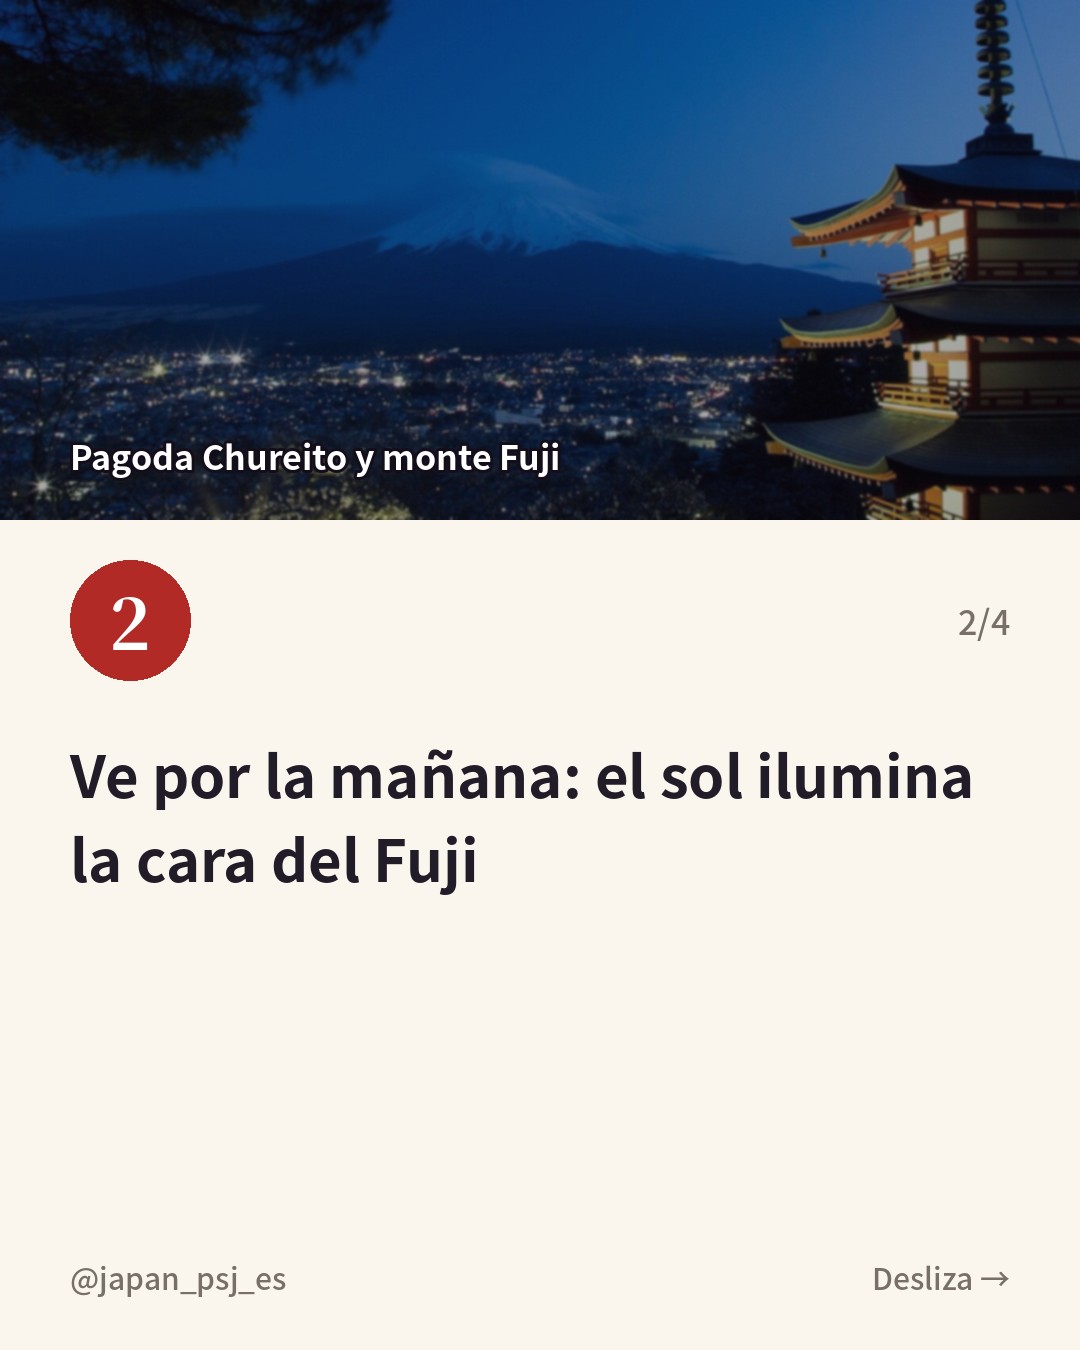 Pagoda Chureito y monte Fuji
2
2/4
Ve por la mañana: el sol ilumina
la cara del Fuji
@japan_psj_es
Desliza →